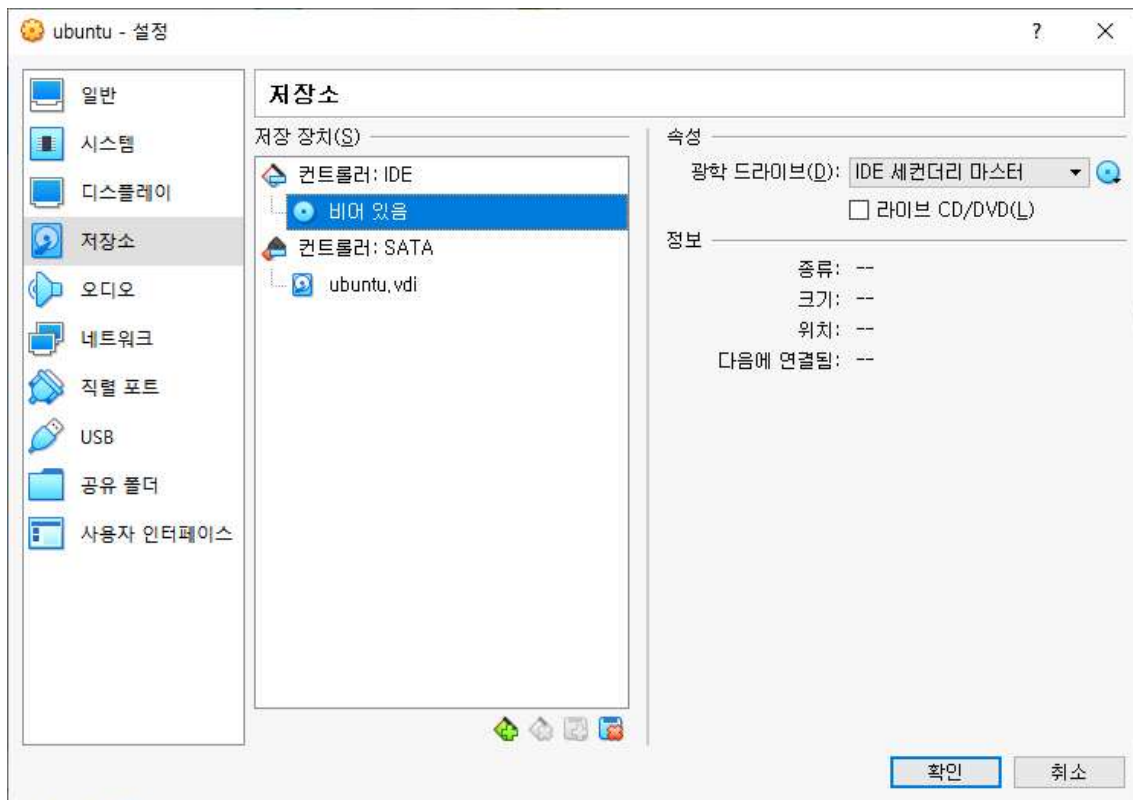 ubuntu - 설정
?
일반
시스템
디스플레이
저장소
오디오
네트워크
직렬 포트
USB
공유 폴더
사용자 인터페이스
저장소
저장 장치(S)
컨트롤러: IDE
비어 있음
컨트롤러: SATA
ubuntu.vdi
속성
광학 드라이브(D): IDE 세컨더리 마스터
라이브 CD/DVD(L)
정보
종류: --
크기: --
위치: --
다음에 연결됨: --
확인
취소